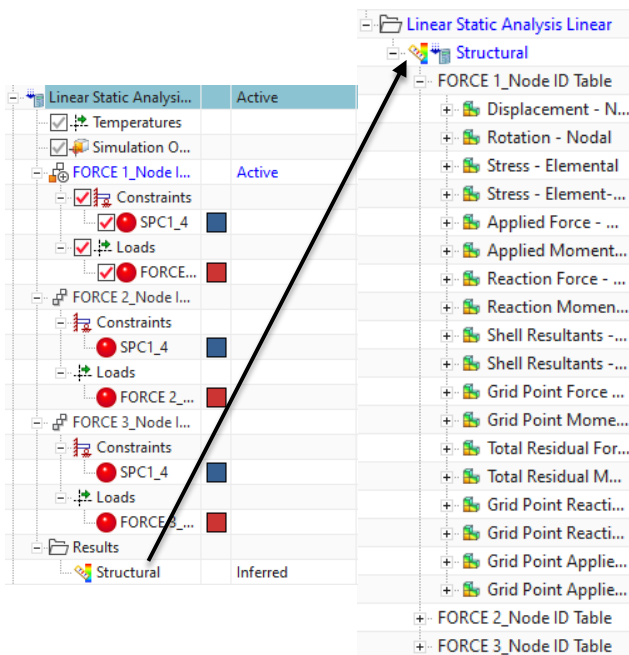 Linear Static Analysi... Active
Temperatures
Simulation O...
FORCE 1_Node I... Active
Constraints
SPC1_4
Loads
FORCE...
FORCE 2_Node I...
Constraints
SPC1_4
Loads
FORCE 2_...
FORCE 3_Node I...
Constraints
SPC1_4
Loads
FORCE 3_...
Results
Structural Inferred
Linear Static Analysis Linear
Structural
FORCE 1_Node ID Table
Displacement - N...
Rotation - Nodal
Stress - Elemental
Stress - Element-...
Applied Force - ...
Applied Moment...
Reaction Force - ...
Reaction Momen...
Shell Resultants -...
Shell Resultants -...
Grid Point Force ...
Grid Point Mome...
Total Residual For...
Total Residual M...
Grid Point Reacti...
Grid Point Reacti...
Grid Point Applie...
Grid Point Applie...
FORCE 2_Node ID Table
FORCE 3_Node ID Table